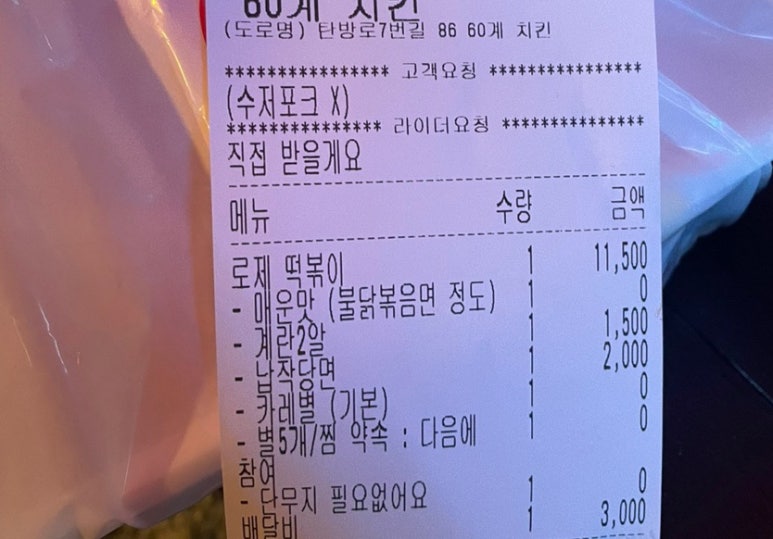 60계 치킨
(도로명) 탄방로7번길 86 60계 치킨
**************** 고객요청 ****************
(수저포크 X)
**************** 라이더요청 ****************
직접 받을게요
메뉴 수량 금액
로제 떡볶이 1 11,500
- 매운맛 (불닭볶음면 정도) 1 0
- 계란2알 1 1,500
- 납작당면 1 2,000
- 카레별 (기본) 1 0
- 별5개/찜 약속 : 다음에 1 0
참여
- 단무지 필요없어요 1 0
배달비 1 3,000